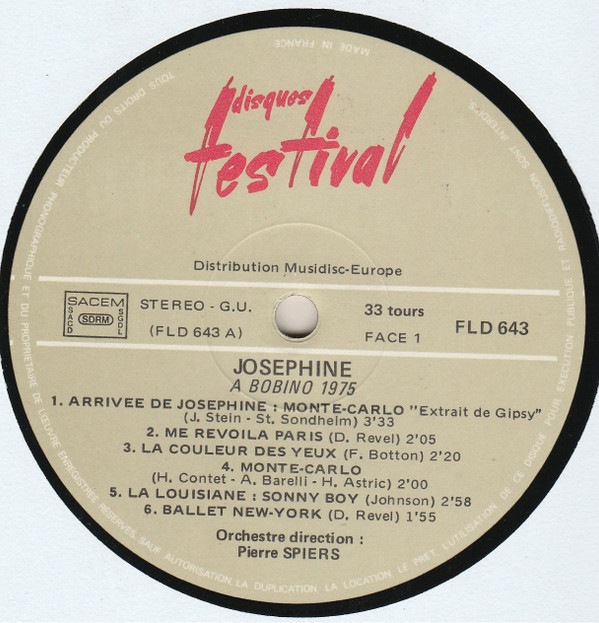 MADE IN FRANCE
TOUS DROITS DU PRODUCTEUR PHONOGRAPHIQUE ET DU PROPRIETAIRE DE L'ŒUVRE ENREGISTREE RESERVES, SAUF AUTORISATION, LA DUPLICATION, LA LOCATION, LE PRET, L'UTILISATION DE CE DISQUE POUR EXECUTION PUBLIQUE ET RADIODIFFUSION SONT INTERDITS
disques
festival
Distribution Musidisc-Europe
SACEM
SACD
SDRM
SGDL
STEREO - G.U.
(FLD 643 A)
33 tours
FACE 1
FLD 643
JOSEPHINE
A BOBINO 1975
1. ARRIVEE DE JOSEPHINE : MONTE-CARLO "Extrait de Gipsy"
(J. Stein - St. Sondheim) 3'33
2. ME REVOILA PARIS (D. Revel) 2'05
3. LA COULEUR DES YEUX (F. Botton) 2'20
4. MONTE-CARLO
(H. Contet - A. Barelli - H. Astric) 2'00
5. LA LOUISIANE : SONNY BOY (Johnson) 2'58
6. BALLET NEW-YORK (D. Revel) 1'55
Orchestre direction :
Pierre SPIERS